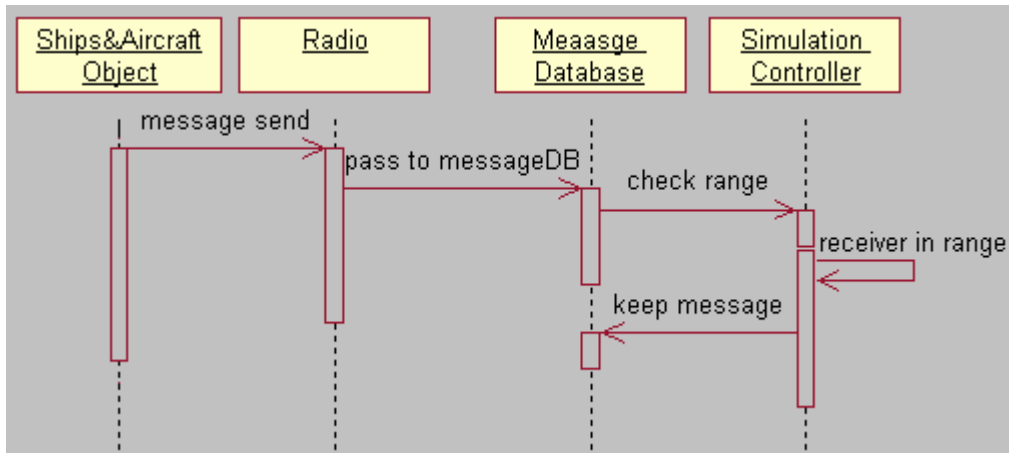 Ships&Aircraft
Object
Radio
Meaasge
Database
Simulation
Controller
message send
pass to messageDB
check range
receiver in range
keep message